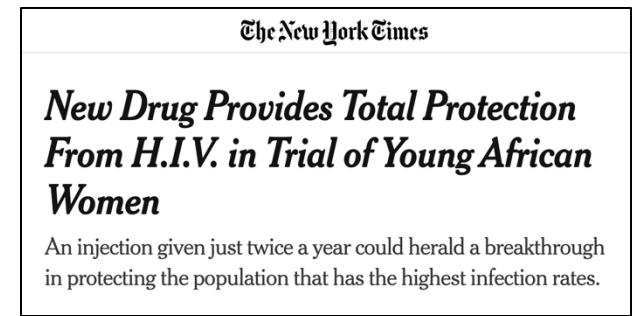 The New York Times
New Drug Provides Total Protection
From H.I.V. in Trial of Young African
Women
An injection given just twice a year could herald a breakthrough
in protecting the population that has the highest infection rates.